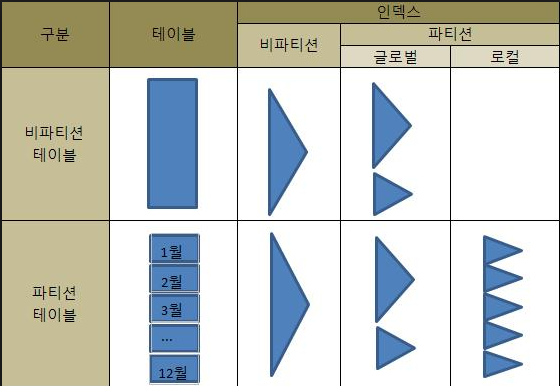 구분
테이블
인덱스
비파티션
파티션
글로벌
로컬
비파티션
테이블
파티션
테이블
1월
2월
3월
...
12월